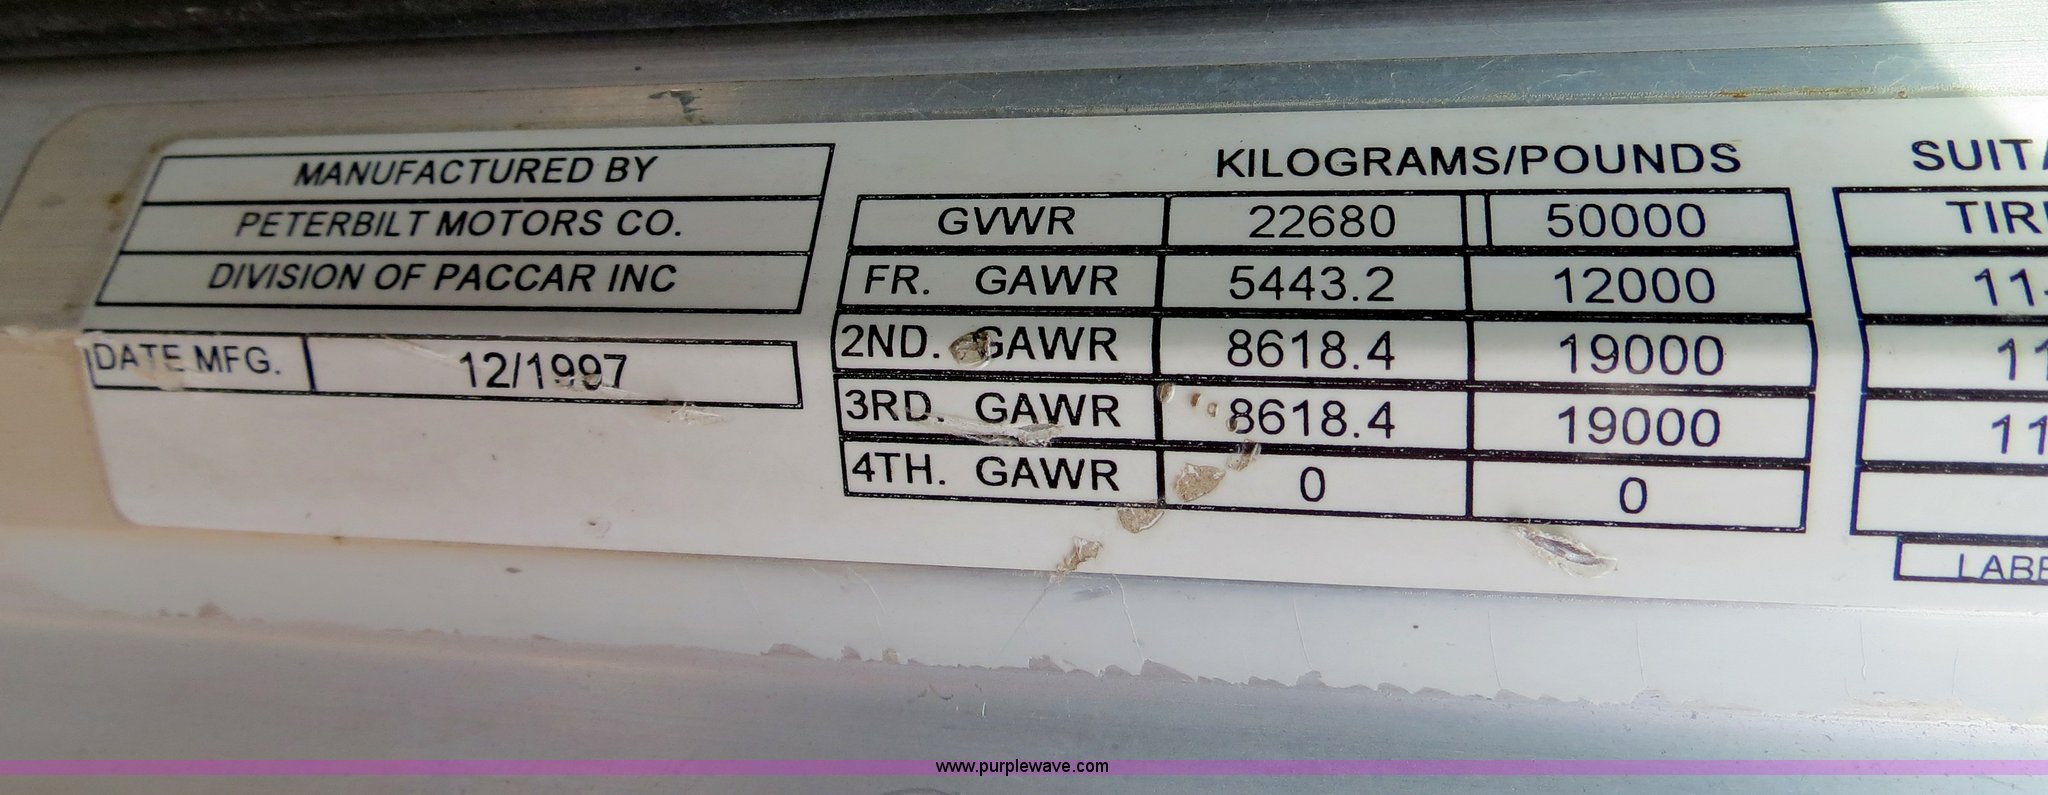 MANUFACTURED BY
PETERBILT MOTORS CO.
DIVISION OF PACCAR INC
DATE MFG. 12/1997
KILOGRAMS/POUNDS
GVWR 22680 50000
FR. GAWR 5443.2 12000
2ND. GAWR 8618.4 19000
3RD. GAWR 8618.4 19000
4TH. GAWR 0 0
www.purplewave.com